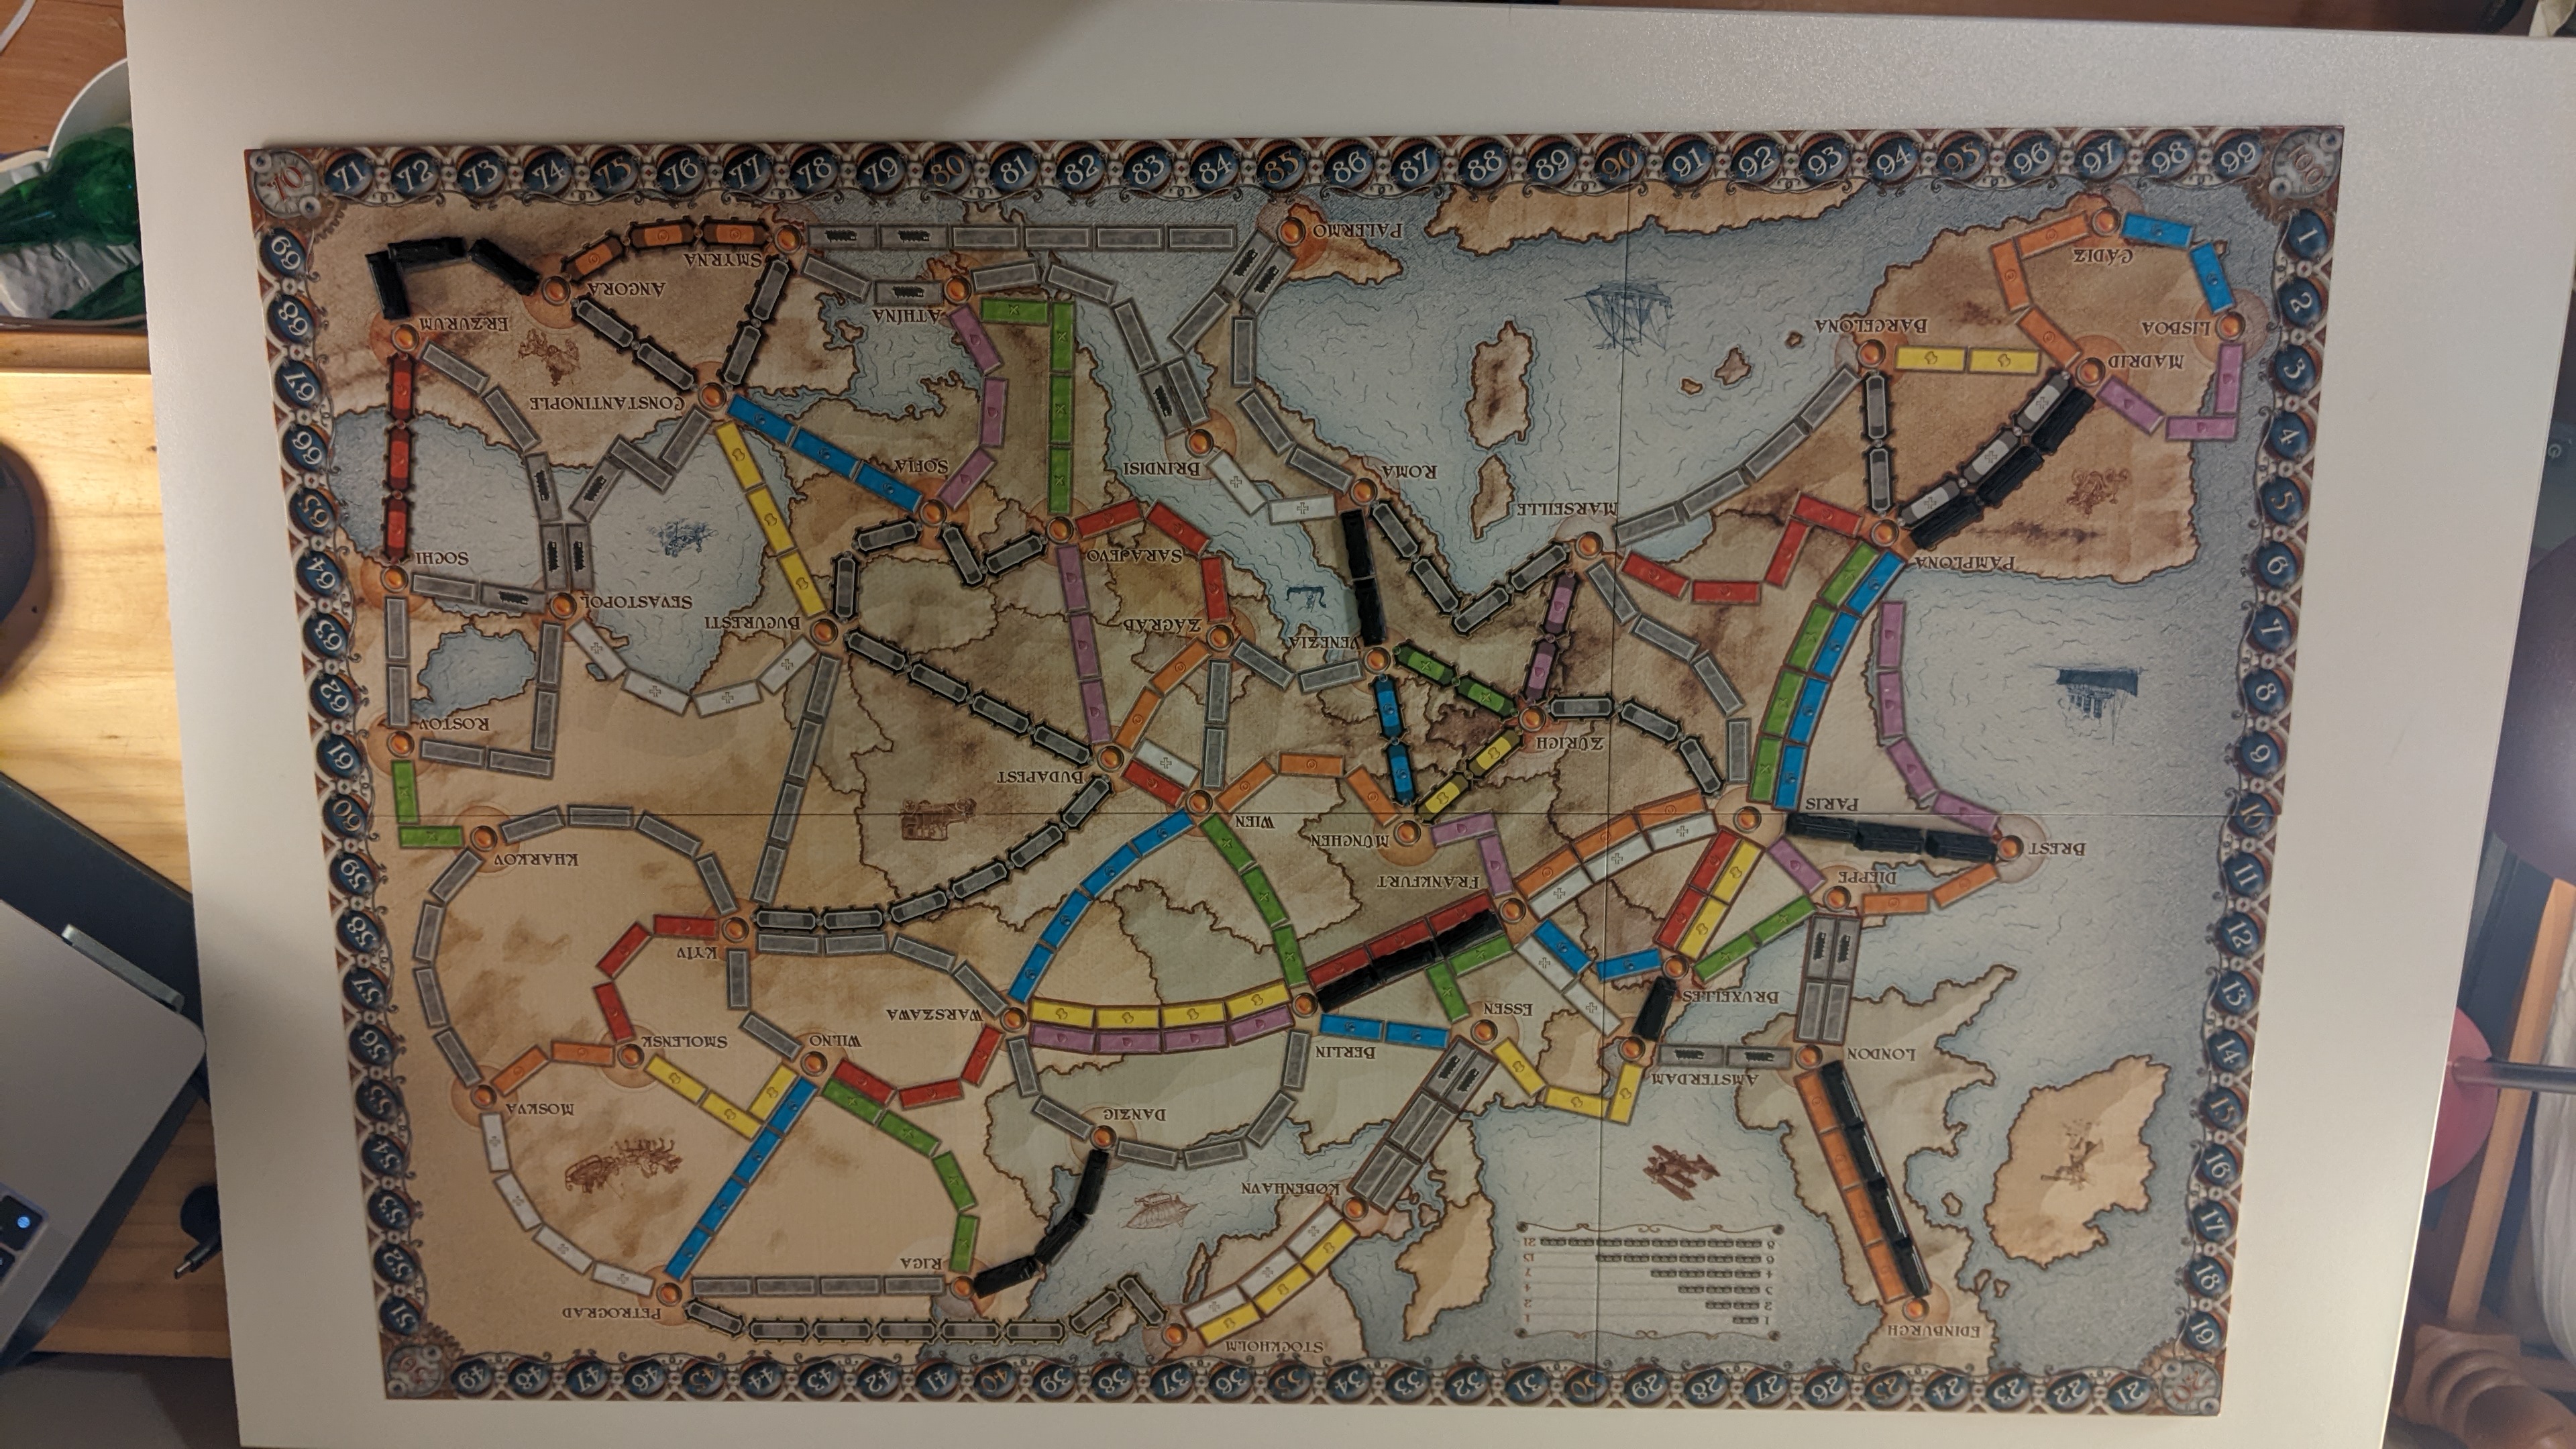 70 71 72 73 74 75 76 77 78 79 80 81 82 83 84 85 86 87 88 89 90 91 92 93 94 95 96 97 98 99 100
1
2
3
4
5
6
7
8
9
10
11
12
13
14
15
16
17
18
19
69
68
67
66
65
64
63
62
61
60
59
58
57
56
55
54
53
52
51
49 48 47 46 45 44 43 42 41 40 39 38 37 36 35 34 33 32 31 30 29 28 27 26 25 24 23 22 21 20
EDINBURGH
STOCKHOLM
PETROGRAD
RIGA
KØBENHAVN
DANZIG
MOSKVA
LONDON
AMSTERDAM
ESSEN
BERLIN
WILNO
SMOLENSK
WARSZAWA
BRUXELLES
KYIV
DIEPPE
FRANKFURT
BREST
KHARKOV
MÜNCHEN
WIEN
PARIS
BUDAPEST
ZÜRICH
ROSTOV
VENEZIA
ZAGRAB
BUCURESTI
SEVASTOPOL
PAMPLONA
SARAJEVO
SOCHI
MARSEILLE
ROMA
BRINDISI
SOFIA
CONSTANTINOPLE
MADRID
LISBOA
BARCELONA
ERZURUM
ATHINA
ANGORA
SMYRNA
CÁDIZ
PALERMO
1 1
2 2
3 4
4 7
6 15
8 21